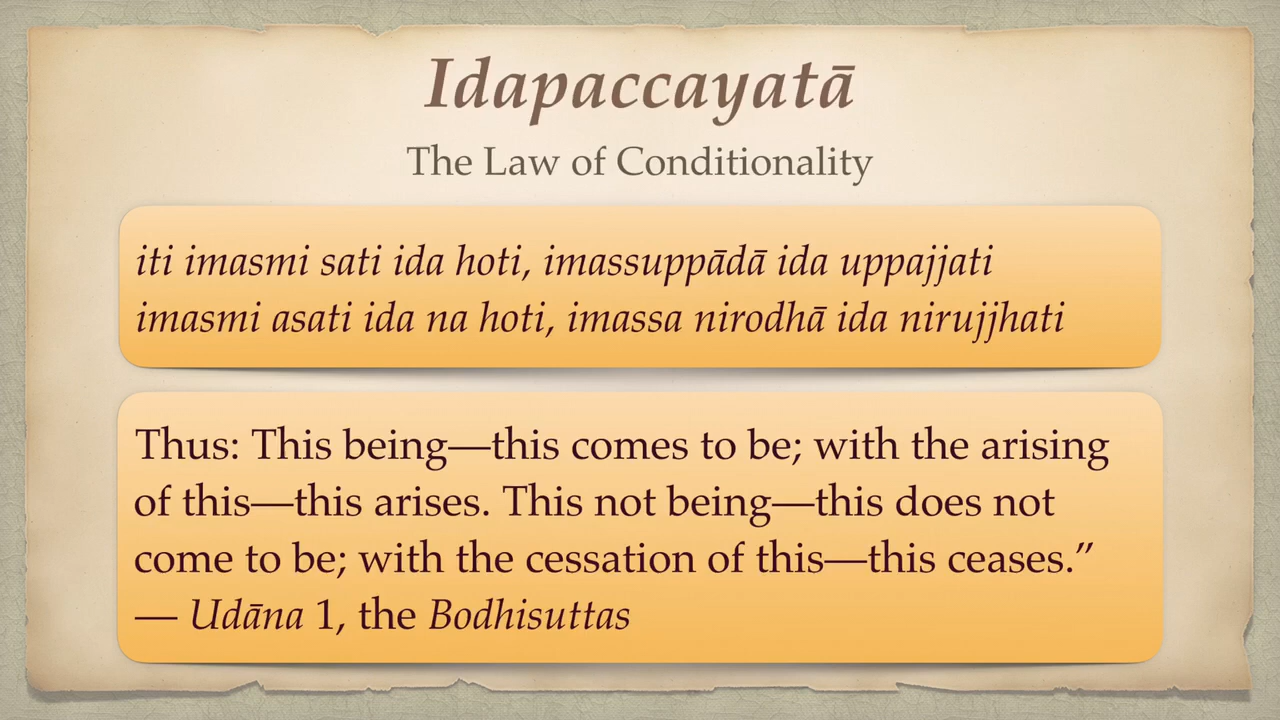 Idapaccayatā
The Law of Conditionality
iti imasmi sati ida hoti, imassuppādā ida uppajjati
imasmi asati ida na hoti, imassa nirodhā ida nirujjhati
Thus: This being—this comes to be; with the arising
of this—this arises. This not being—this does not
come to be; with the cessation of this—this ceases.”
— Udāna 1, the Bodhisuttas